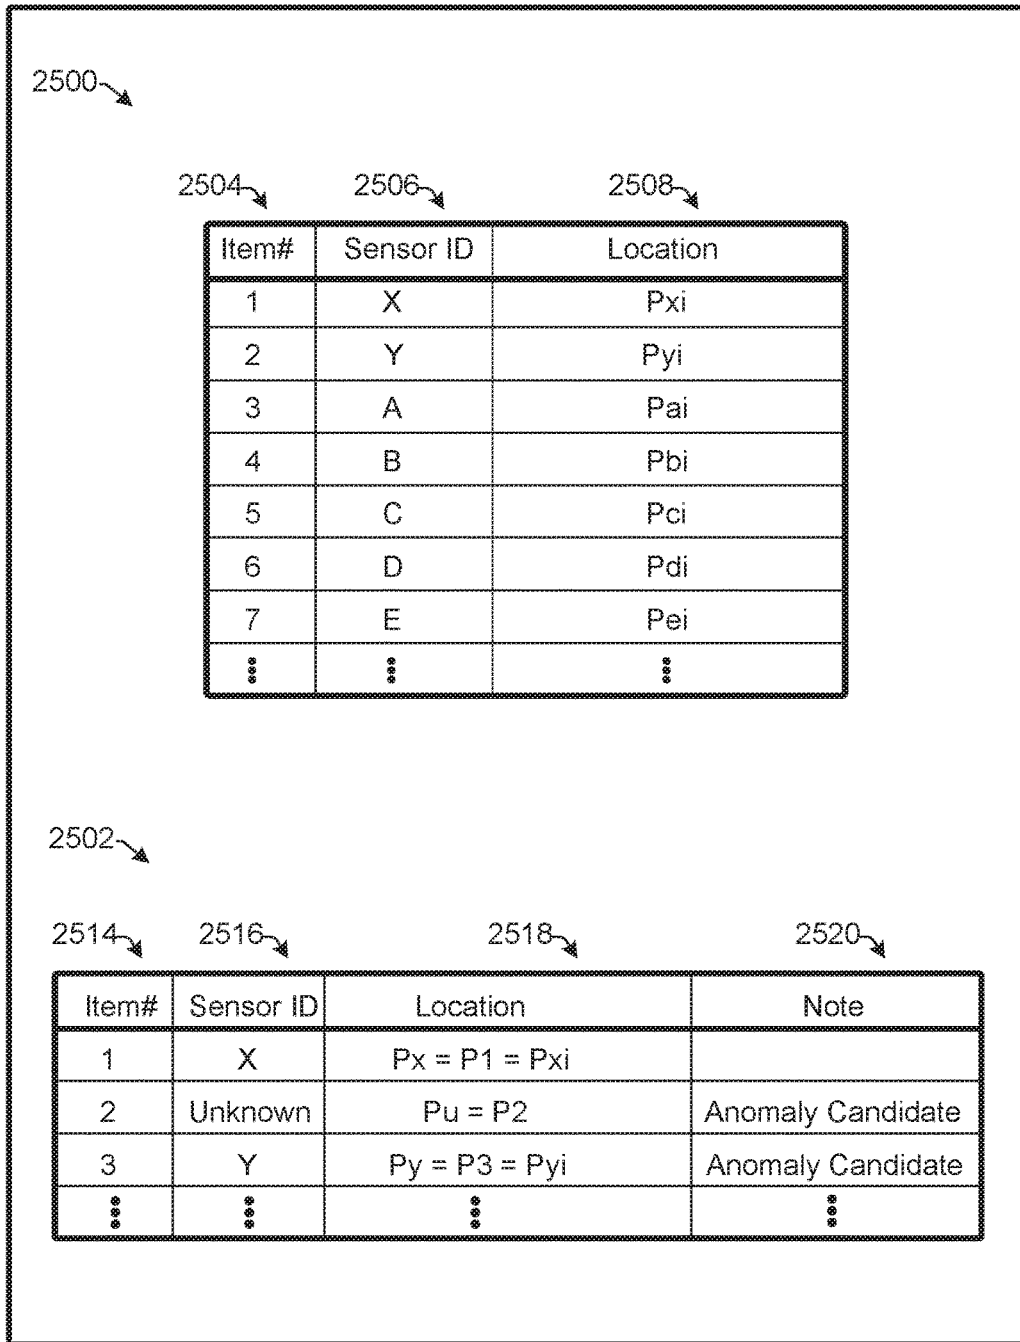 2500
2504 2506 2508
Item# Sensor ID Location
1 X Pxi
2 Y Pyi
3 A Pai
4 B Pbi
5 C Pci
6 D Pdi
7 E Pei
2502
2514 2516 2518 2520
Item# Sensor ID Location Note
1 X Px = P1 = Pxi
2 Unknown Pu = P2 Anomaly Candidate
3 Y Py = P3 = Pyi Anomaly Candidate